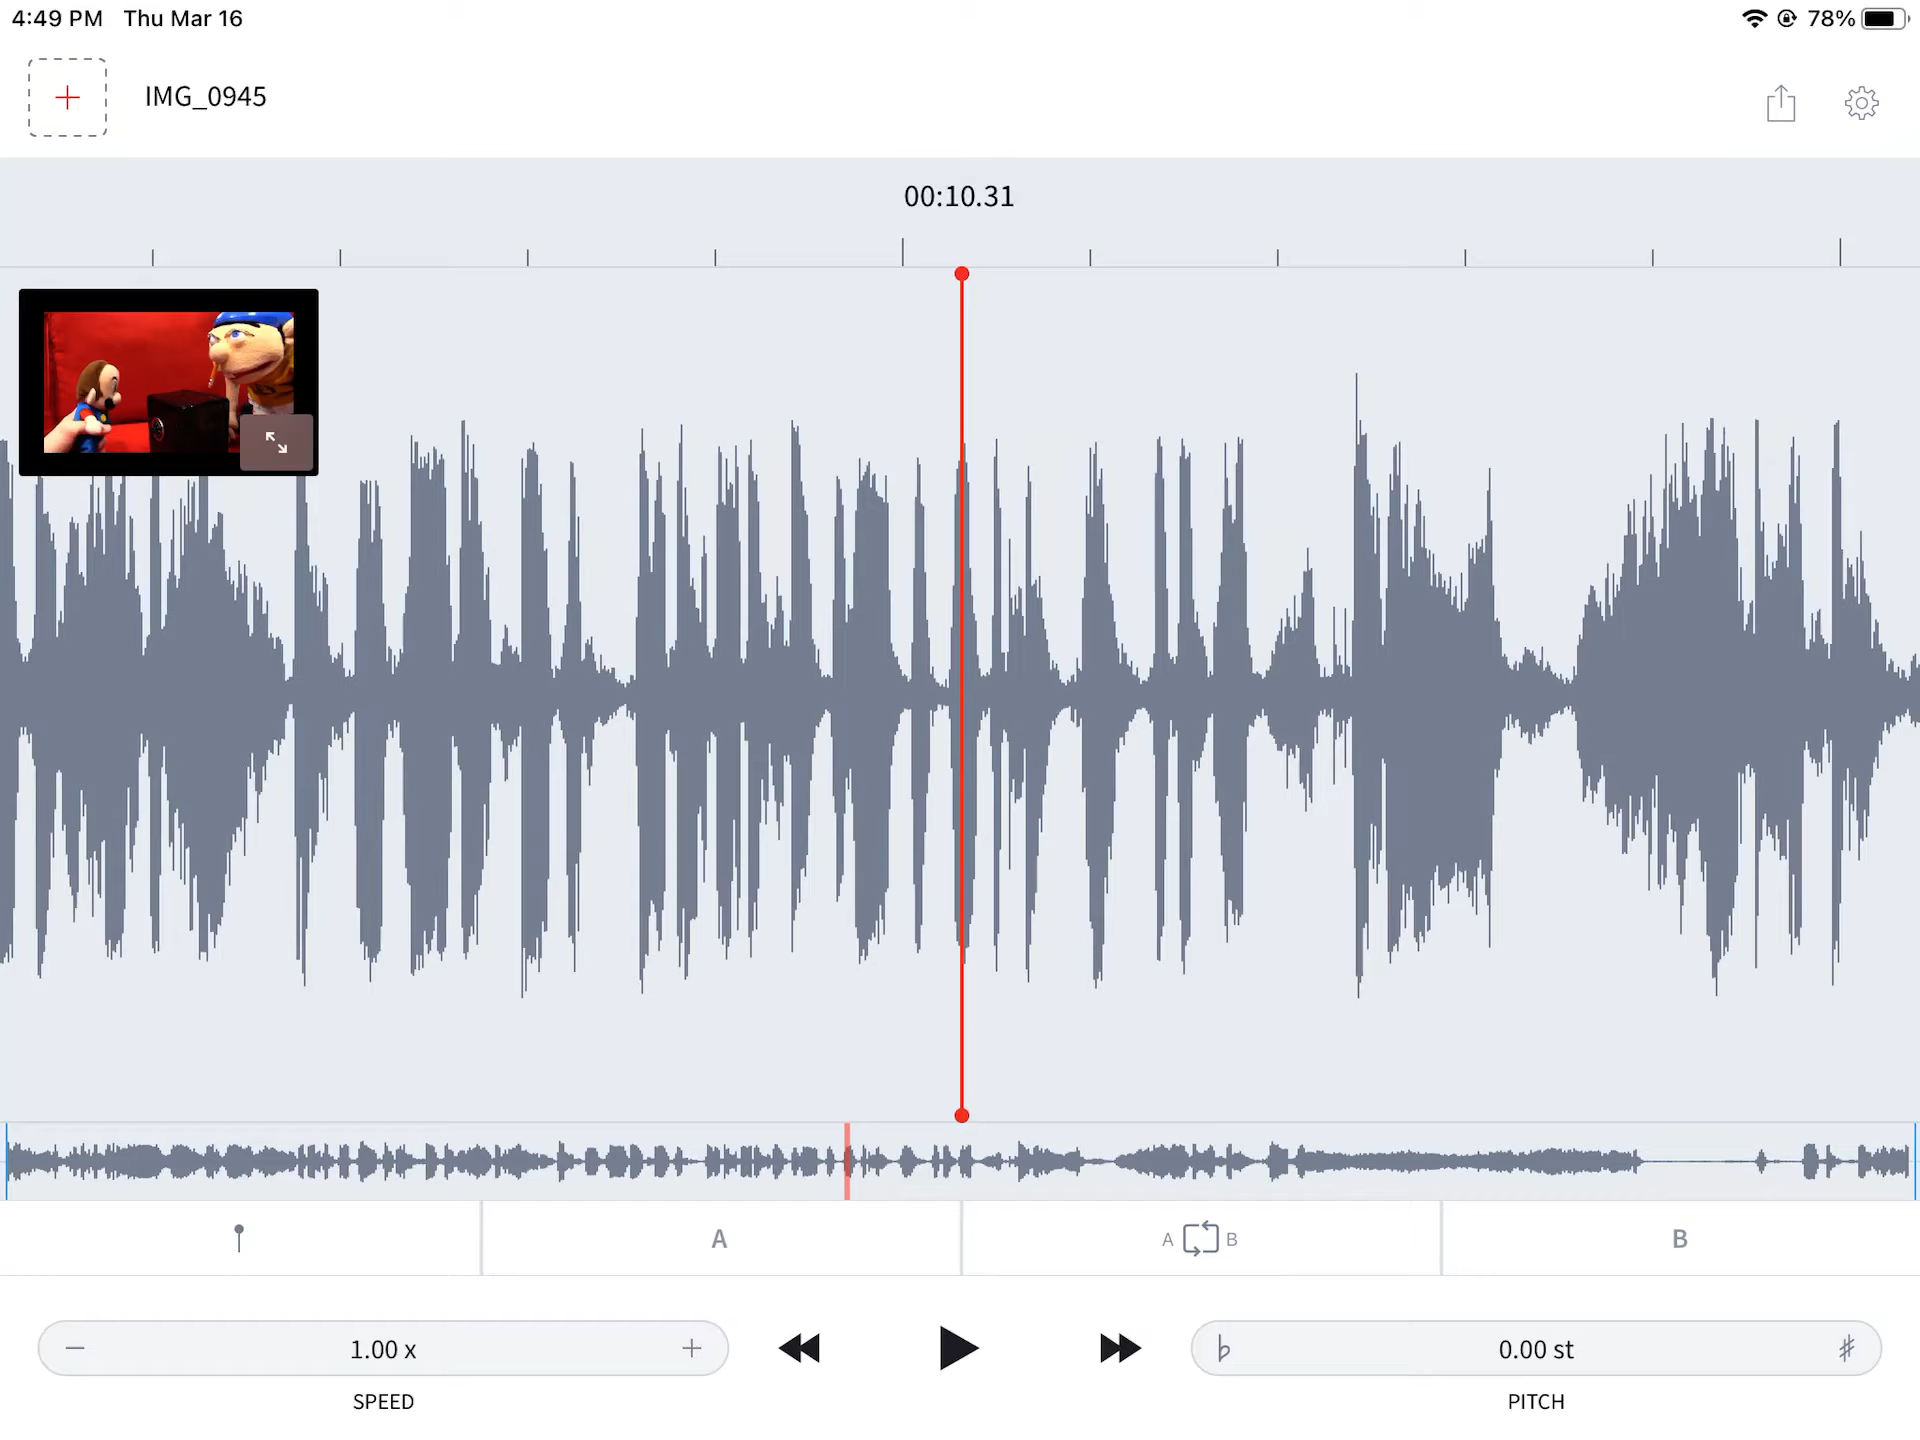 4:49 PM Thu Mar 16
78%
IMG_0945
00:10.31
A
A B
B
1.00 x
0.00 st
SPEED
PITCH